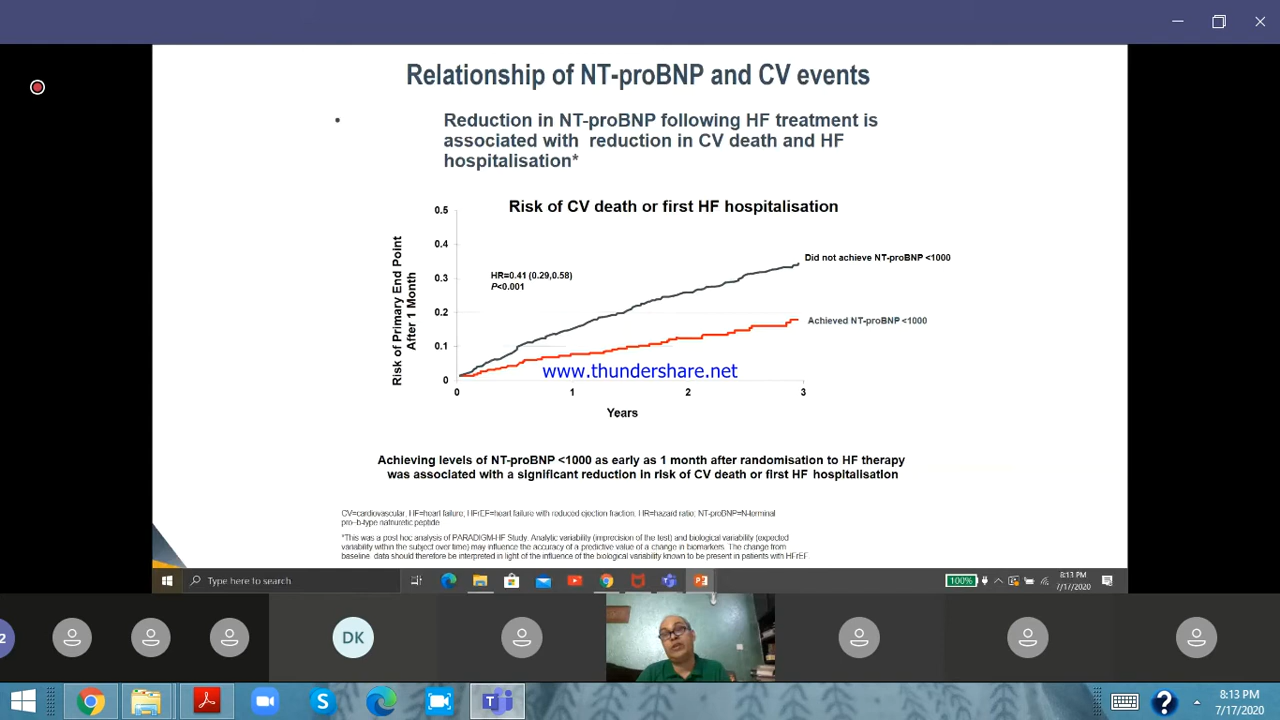 Relationship of NT-proBNP and CV events
• Reduction in NT-proBNP following HF treatment is
associated with reduction in CV death and HF
hospitalisation*
Risk of CV death or first HF hospitalisation
Risk of Primary End Point
After 1 Month
0.5
0.4
0.3
0.2
0.1
0
HR=0.41 (0.29,0.58)
P<0.001
Did not achieve NT-proBNP <1000
Achieved NT-proBNP <1000
www.thundershare.net
0 1 2 3
Years
Achieving levels of NT-proBNP <1000 as early as 1 month after randomisation to HF therapy
was associated with a significant reduction in risk of CV death or first HF hospitalisation
CV=cardiovascular; HF=heart failure; HFrEF=heart failure with reduced ejection fraction; HR=hazard ratio; NT-proBNP=N-terminal
pro–b-type natriuretic peptide
*This was a post hoc analysis of PARADIGM-HF Study. Analytic variability (imprecision of the test) and biological variability (expected
variability within the subject over time) may influence the accuracy of a predictive value of a change in biomarkers. The change from
baseline data should therefore be interpreted in light of the influence of the biological variability known to be present in patients with HFrEF
Type here to search
100%
8:13 PM
7/17/2020
2
DK
8:13 PM
7/17/2020